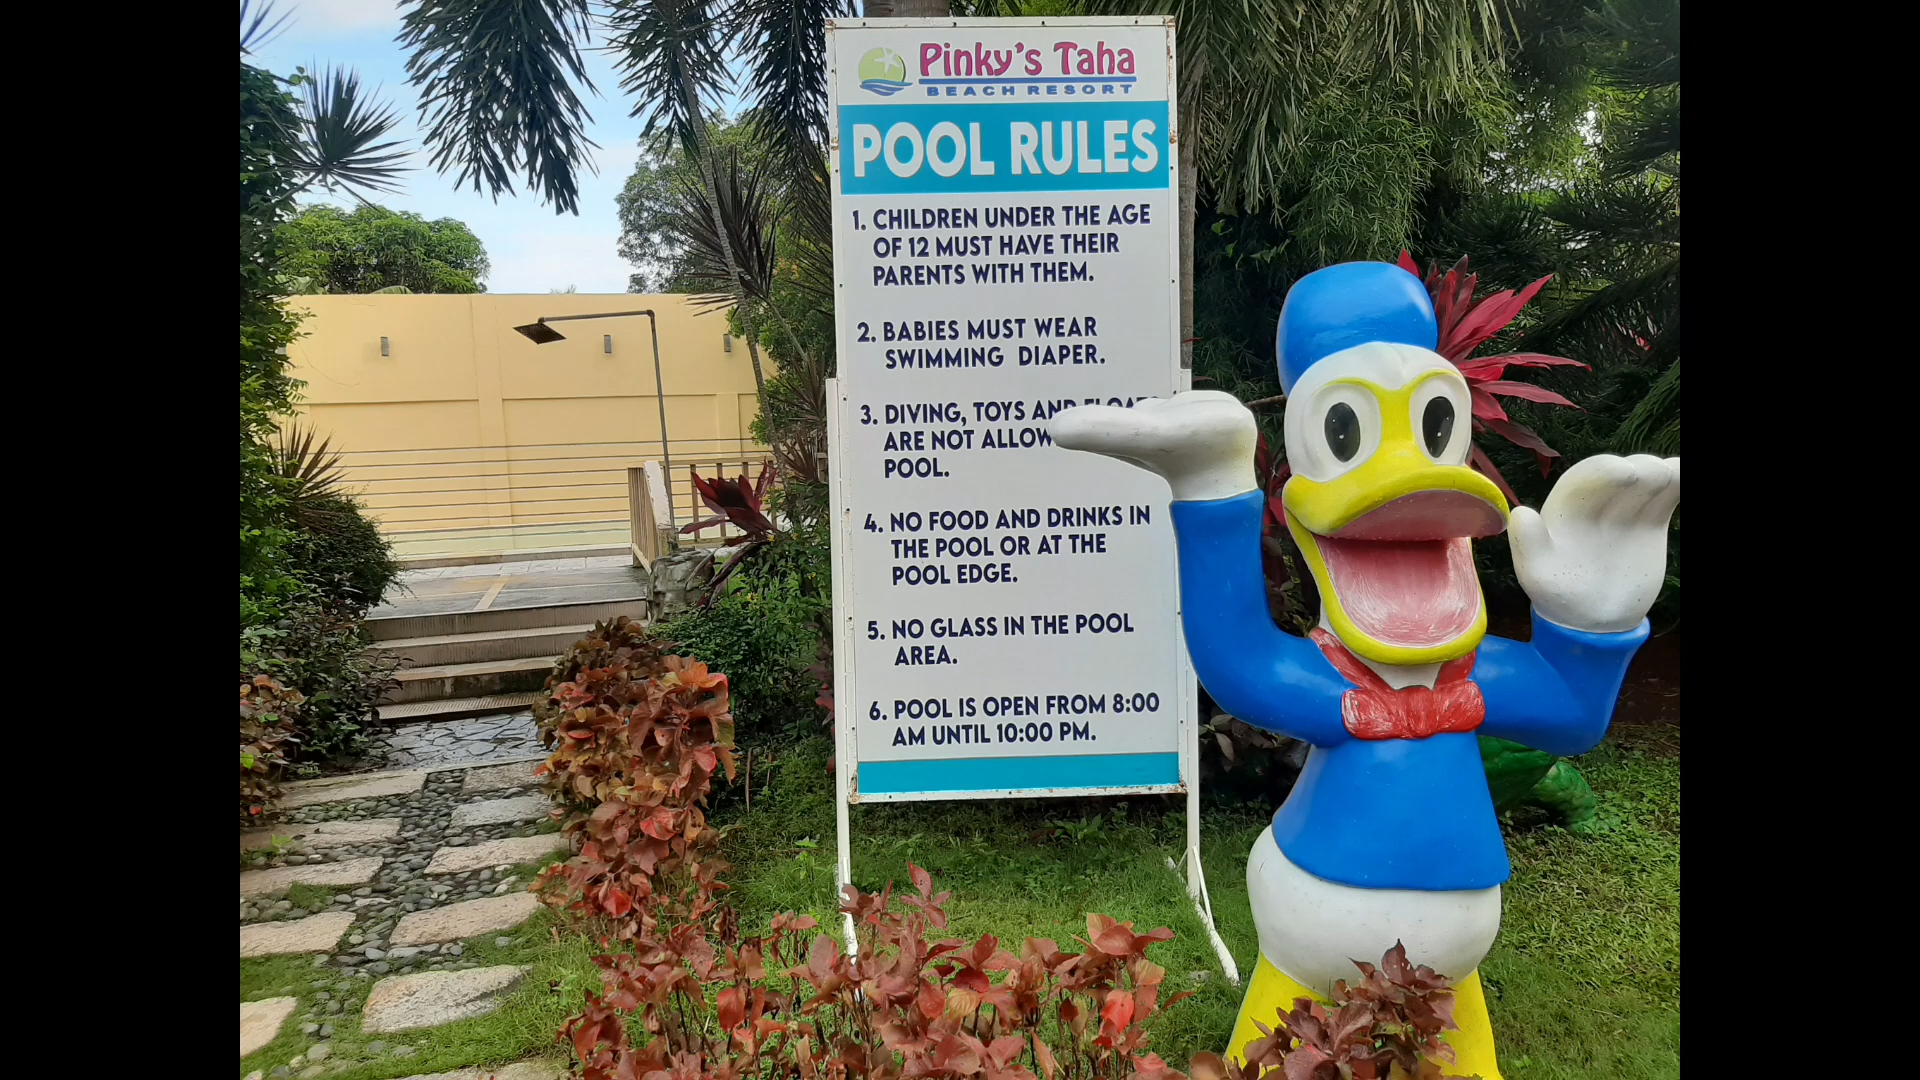 Pinky's Taha
BEACH RESORT
POOL RULES
1. CHILDREN UNDER THE AGE
OF 12 MUST HAVE THEIR
PARENTS WITH THEM.
2. BABIES MUST WEAR
SWIMMING DIAPER.
3. DIVING, TOYS AND
ARE NOT
POOL.
4. NO FOOD AND DRINKS IN
THE POOL OR AT THE
POOL EDGE.
5. NO GLASS IN THE POOL
AREA.
6. POOL IS OPEN FROM 8:00
AM UNTIL 10:00 PM.